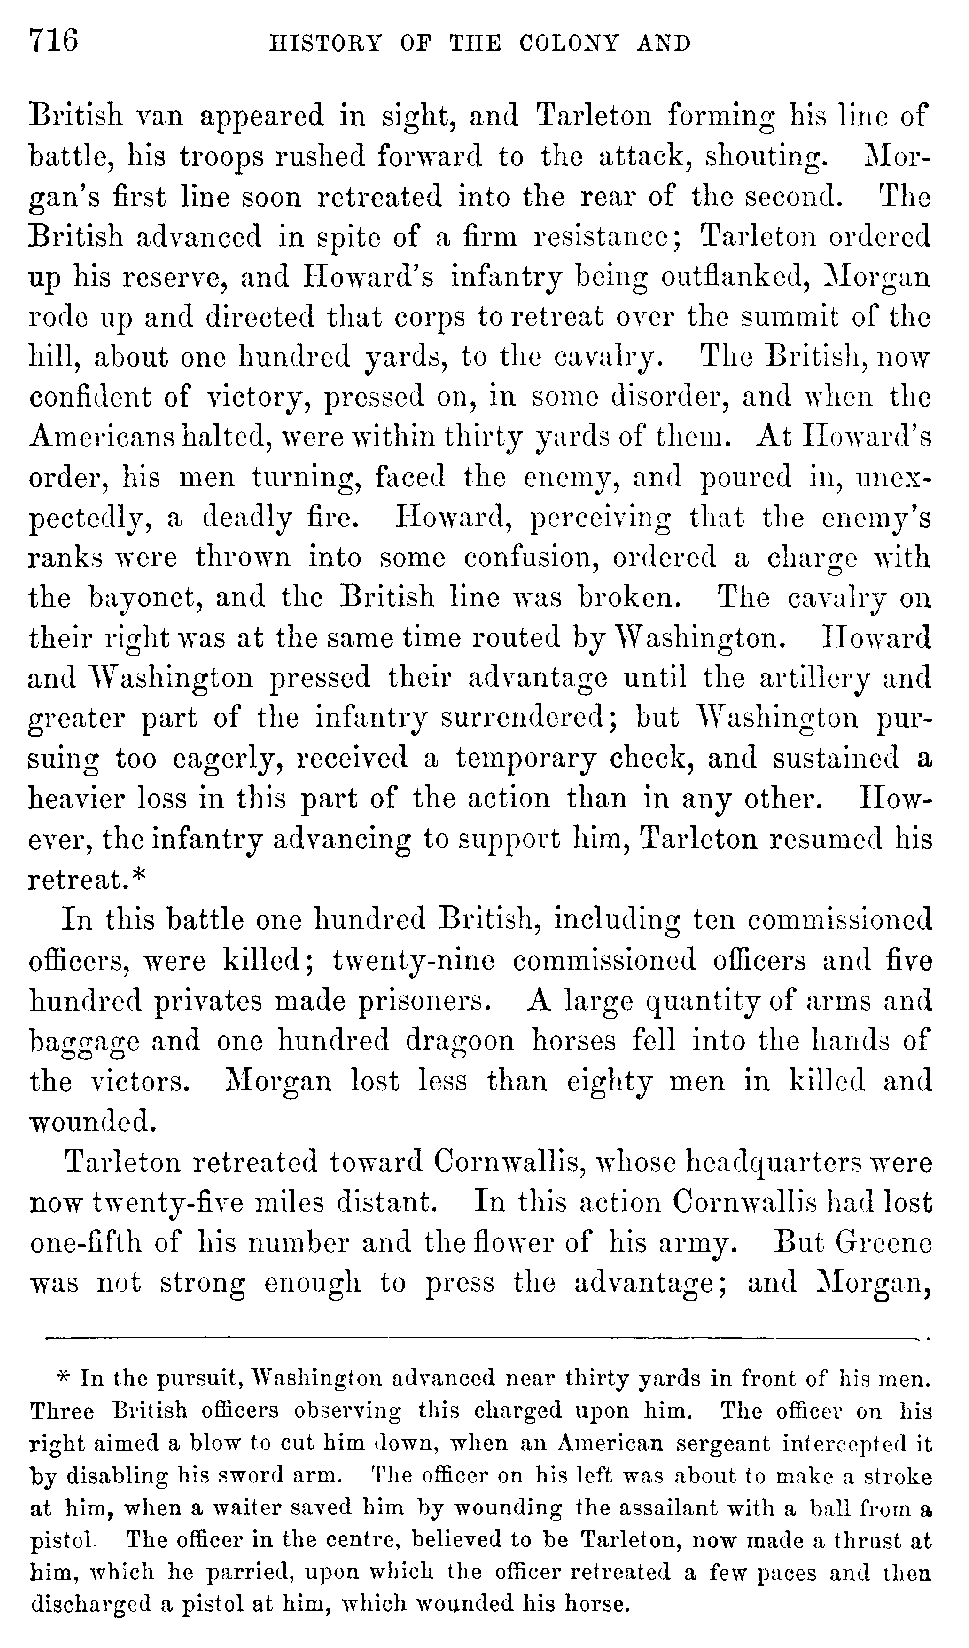 716 HISTORY OF THE COLONY AND
British van appeared in sight, and Tarleton forming his line of
battle, his troops rushed forward to the attack, shouting. Mor-
gan's first line soon retreated into the rear of the second. The
British advanced in spite of a firm resistance; Tarleton ordered
up his reserve, and Howard's infantry being outflanked, Morgan
rode up and directed that corps to retreat over the summit of the
hill, about one hundred yards, to the cavalry. The British, now
confident of victory, pressed on, in some disorder, and when the
Americans halted, were within thirty yards of them. At Howard's
order, his men turning, faced the enemy, and poured in, unex-
pectedly, a deadly fire. Howard, perceiving that the enemy's
ranks were thrown into some confusion, ordered a charge with
the bayonet, and the British line was broken. The cavalry on
their right was at the same time routed by Washington. Howard
and Washington pressed their advantage until the artillery and
greater part of the infantry surrendered; but Washington pur-
suing too eagerly, received a temporary check, and sustained a
heavier loss in this part of the action than in any other. How-
ever, the infantry advancing to support him, Tarleton resumed his
retreat.*
In this battle one hundred British, including ten commissioned
officers, were killed; twenty-nine commissioned officers and five
hundred privates made prisoners. A large quantity of arms and
baggage and one hundred dragoon horses fell into the hands of
the victors. Morgan lost less than eighty men in killed and
wounded.
Tarleton retreated toward Cornwallis, whose headquarters were
now twenty-five miles distant. In this action Cornwallis had lost
one-fifth of his number and the flower of his army. But Greene
was not strong enough to press the advantage; and Morgan,
* In the pursuit, Washington advanced near thirty yards in front of his men.
Three British officers observing this charged upon him. The officer on his
right aimed a blow to cut him down, when an American sergeant intercepted it
by disabling his sword arm. The officer on his left was about to make a stroke
at him, when a waiter saved him by wounding the assailant with a ball from a
pistol. The officer in the centre, believed to be Tarleton, now made a thrust at
him, which he parried, upon which the officer retreated a few paces and then
discharged a pistol at him, which wounded his horse.